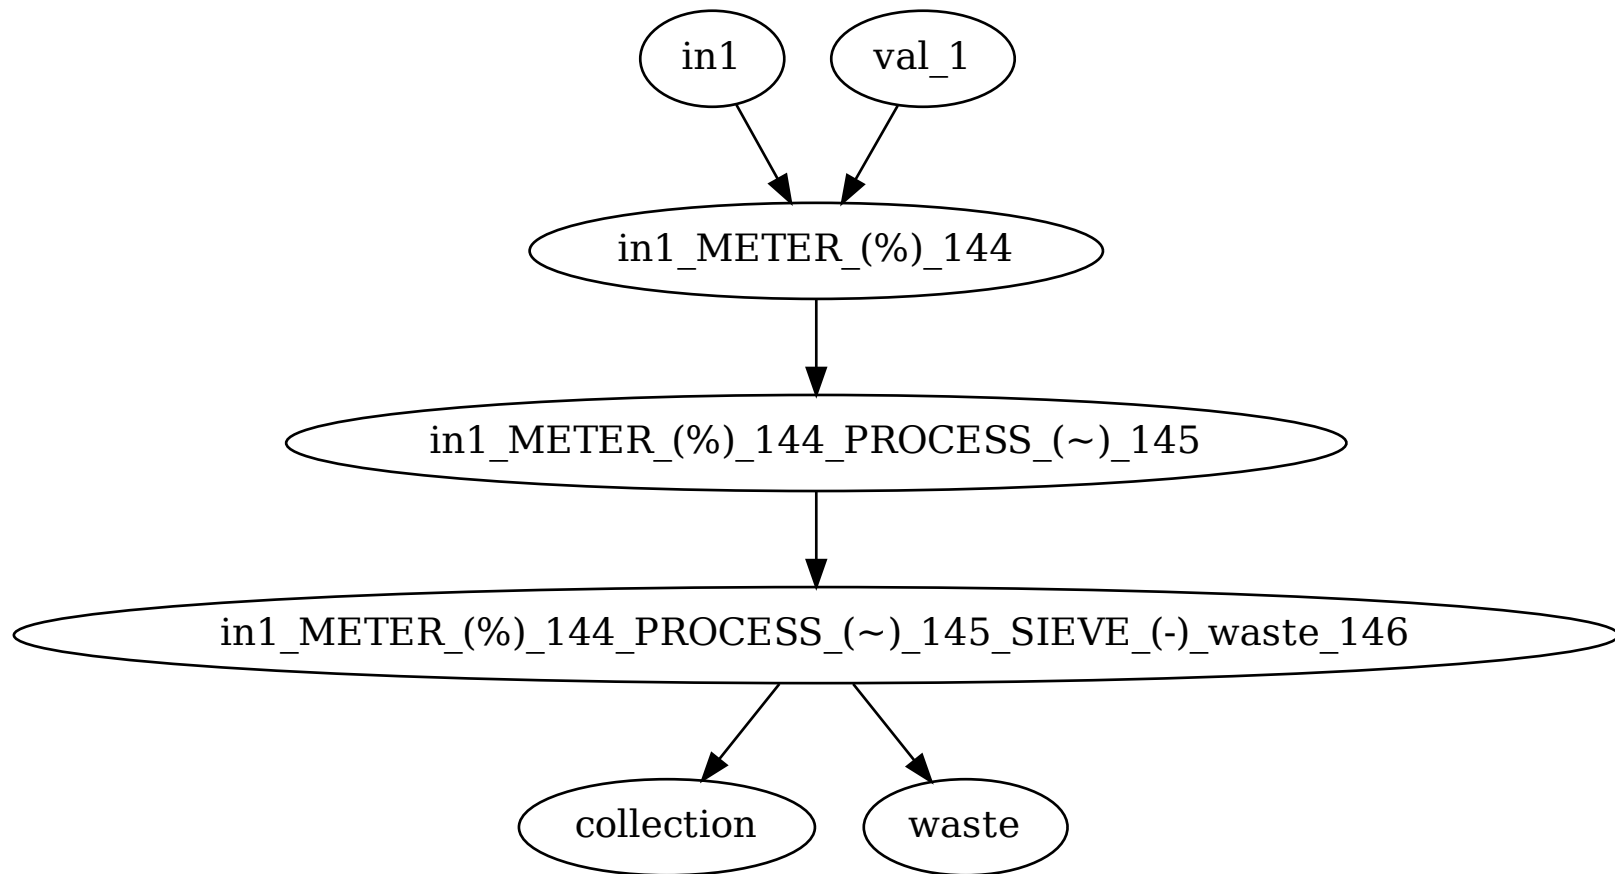 in1
val_1
in1_METER_(%)_144
in1_METER_(%)_144_PROCESS_(~)_145
in1_METER_(%)_144_PROCESS_(~)_145_SIEVE_(-)_waste_146
collection
waste